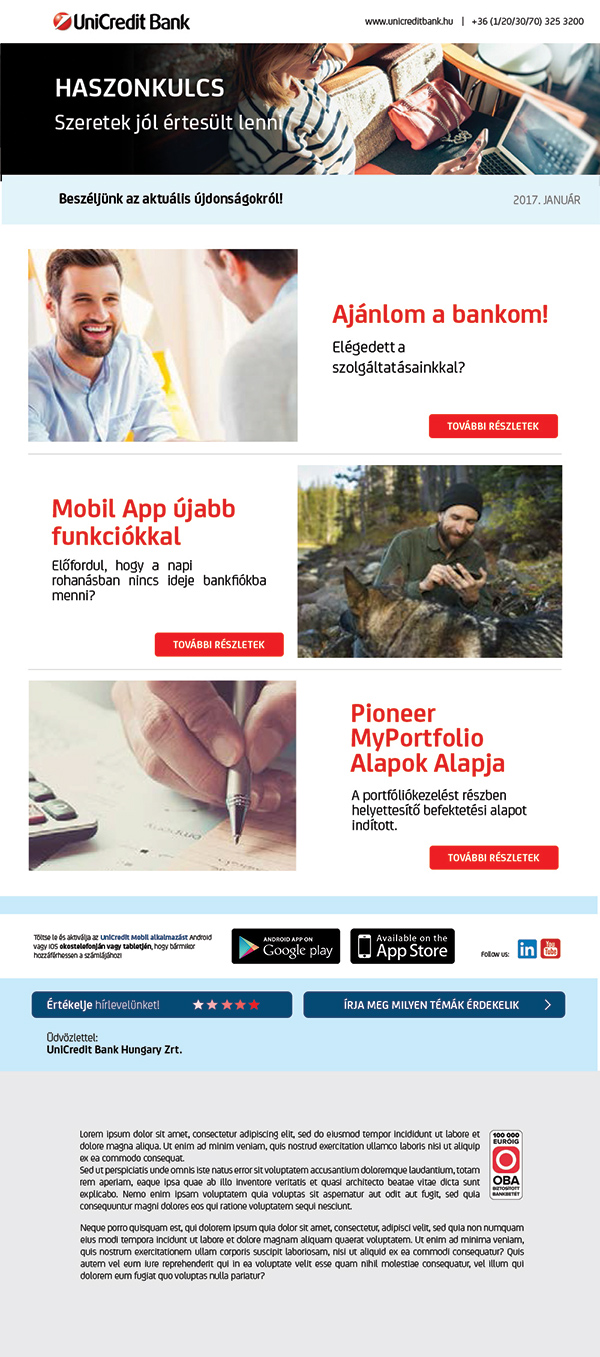 UniCredit Bank
www.unicreditbank.hu | +36 (1/20/30/70) 325 3200
HASZONKULCS
Szeretek jól értesült lenni
Beszéljünk az aktuális újdonságokról!
2017. JANUÁR
Ajánlom a bankom!
Elégedett a
szolgáltatásainkkal?
TOVÁBBI RÉSZLETEK
Mobil App újabb
funkciókkal
Előfordul, hogy a napi
rohanásban nincs ideje bankfiókba
menni?
TOVÁBBI RÉSZLETEK
Pioneer
MyPortfolio
Alapok Alapja
A portfóliókezelést részben
helyettesítő befektetési alapot
indított.
TOVÁBBI RÉSZLETEK
Töltse le és aktiválja az UniCredit Mobil alkalmazást Android
vagy iOS okostelefonján vagy tabletjén, hogy bármikor
hozzáférhessen a számlájához!
ANDROID APP ON
Google play
Available on the
App Store
Follow us:
in
You
Tube
Értékelje hírlevelünket!
ÍRJA MEG MILYEN TÉMÁK ÉRDEKELIK
Üdvözlettel:
UniCredit Bank Hungary Zrt.
Lorem ipsum dolor sit amet, consectetur adipiscing elit, sed do eiusmod tempor incididunt ut labore et
dolore magna aliqua. Ut enim ad minim veniam, quis nostrud exercitation ullamco laboris nisi ut aliquip
ex ea commodo consequat.
Sed ut perspiciatis unde omnis iste natus error sit voluptatem accusantium doloremque laudantium, totam
rem aperiam, eaque ipsa quae ab illo inventore veritatis et quasi architecto beatae vitae dicta sunt
explicabo. Nemo enim ipsam voluptatem quia voluptas sit aspernatur aut odit aut fugit, sed quia
consequuntur magni dolores eos qui ratione voluptatem sequi nesciunt.
100 000
EURÓIG
OBA
BIZTOSÍTOTT
BANKBETÉT
Neque porro quisquam est, qui dolorem ipsum quia dolor sit amet, consectetur, adipisci velit, sed quia non numquam
eius modi tempora incidunt ut labore et dolore magnam aliquam quaerat voluptatem. Ut enim ad minima veniam,
quis nostrum exercitationem ullam corporis suscipit laboriosam, nisi ut aliquid ex ea commodi consequatur? Quis
autem vel eum iure reprehenderit qui in ea voluptate velit esse quam nihil molestiae consequatur, vel illum qui
dolorem eum fugiat quo voluptas nulla pariatur?